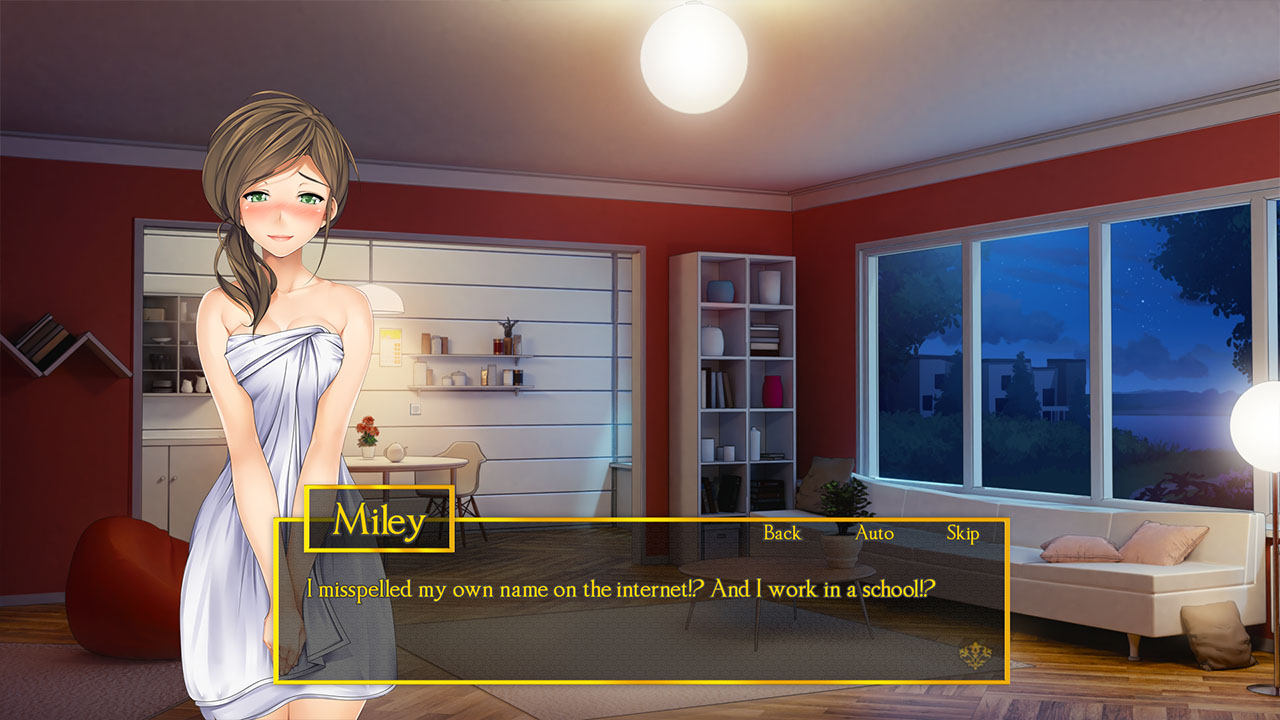 Miley
Back Auto Skip
I misspelled my own name on the internet!? And I work in a school!?